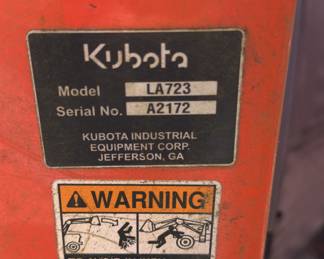 Kubota
Model LA723
Serial No. A2172
KUBOTA INDUSTRIAL
EQUIPMENT CORP.
JEFFERSON, GA
WARNING